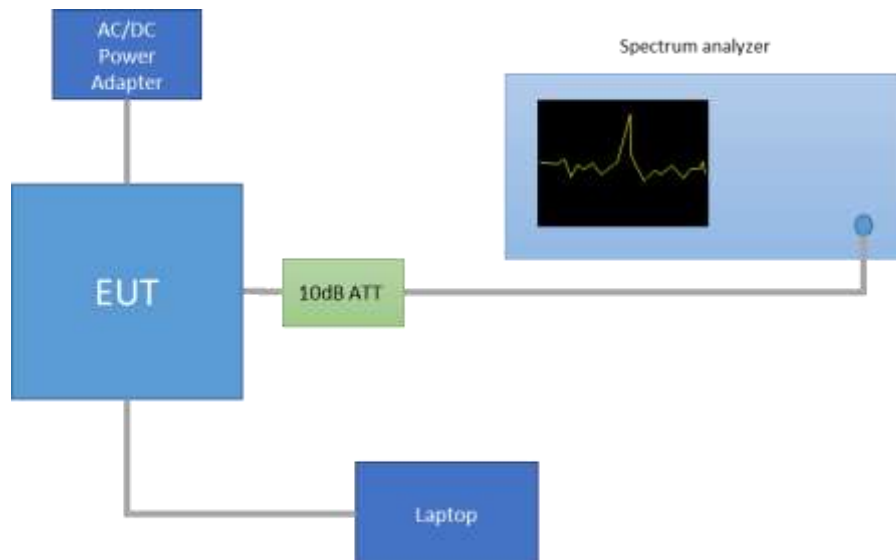 AC/DC
Power
Adapter
Spectrum analyzer
EUT
10dB ATT
Laptop